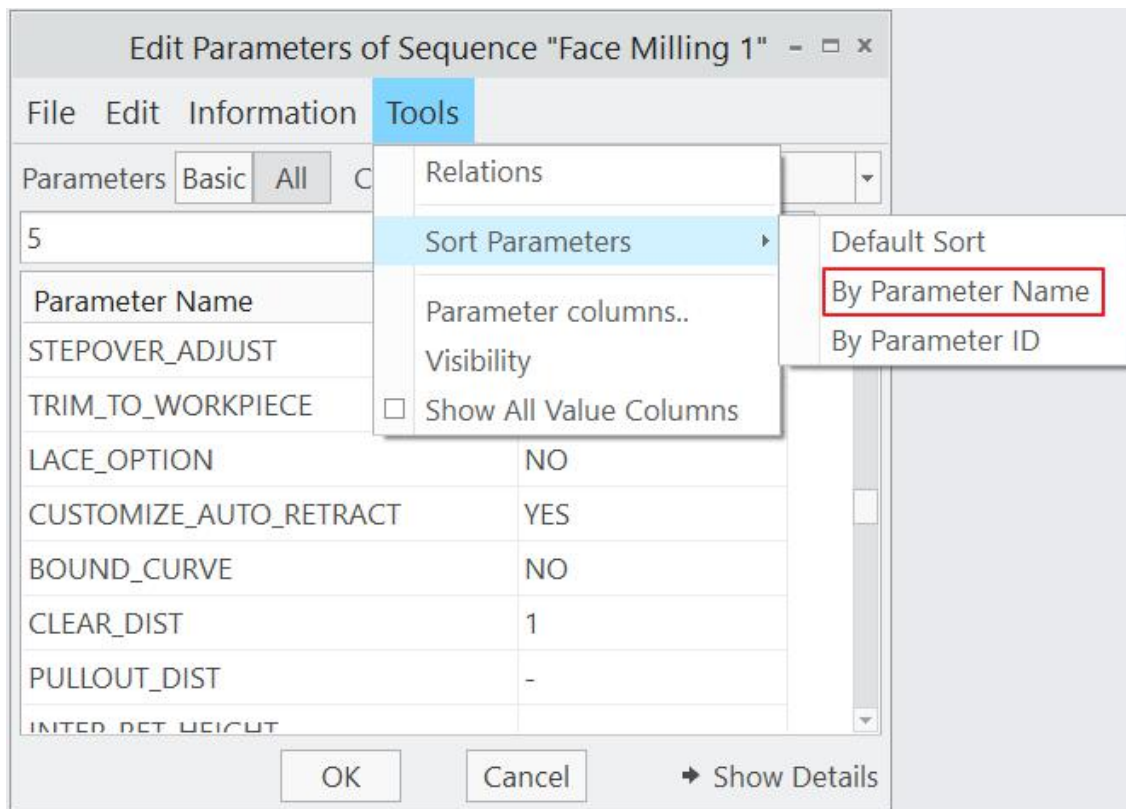 Edit Parameters of Sequence "Face Milling 1"
File Edit Information Tools
Parameters Basic All C
Relations
5
Sort Parameters
Default Sort
By Parameter Name
By Parameter ID
Parameter columns..
Visibility
Show All Value Columns
Parameter Name
STEPOVER_ADJUST
TRIM_TO_WORKPIECE
LACE_OPTION NO
CUSTOMIZE_AUTO_RETRACT YES
BOUND_CURVE NO
CLEAR_DIST 1
PULLOUT_DIST -
INTER_RET_HEIGHT
OK Cancel Show Details